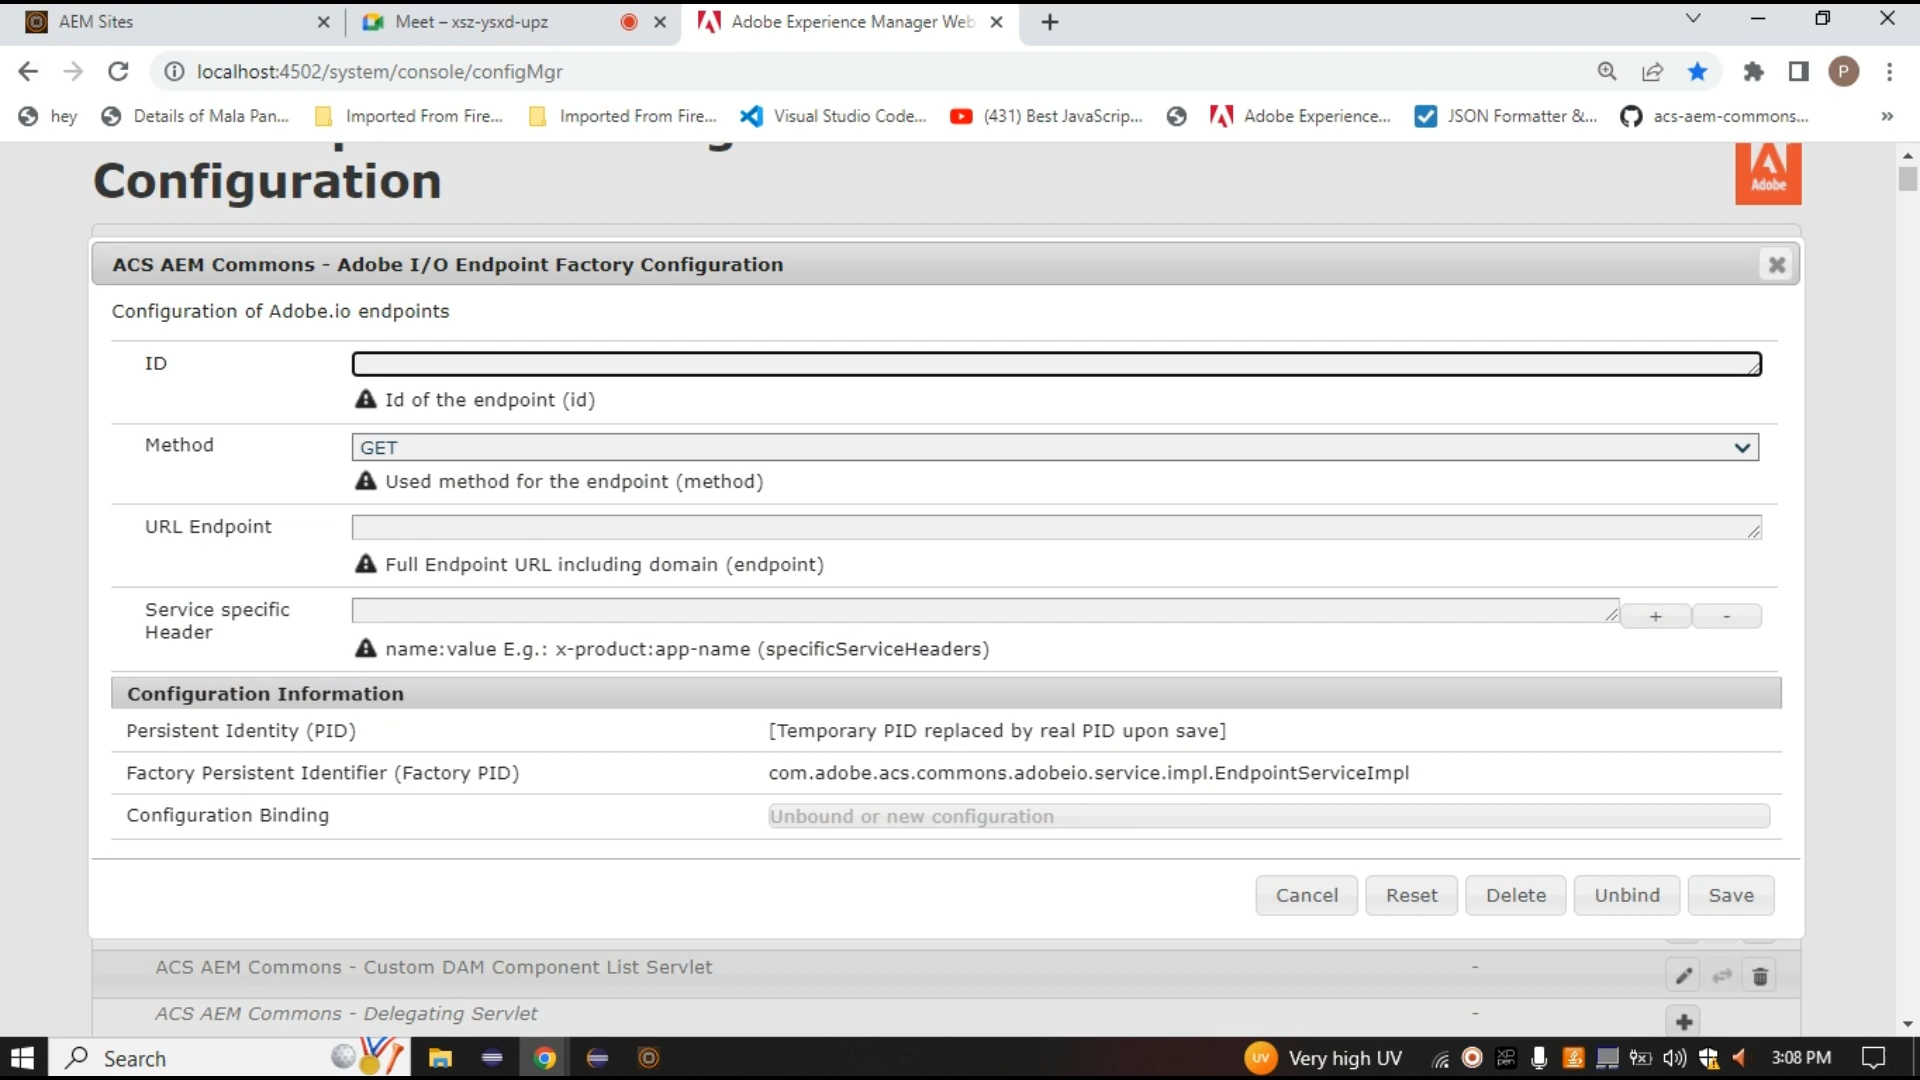 AEM Sites
Meet – xsz-ysxd-upz
Adobe Experience Manager Web
localhost:4502/system/console/configMgr
P
hey
Details of Mala Pan...
Imported From Fire...
Imported From Fire...
Visual Studio Code...
(431) Best JavaScrip...
Adobe Experience...
JSON Formatter &...
acs-aem-commons...
»
Configuration
Adobe
ACS AEM Commons - Adobe I/O Endpoint Factory Configuration
Configuration of Adobe.io endpoints
ID
Id of the endpoint (id)
Method
GET
Used method for the endpoint (method)
URL Endpoint
Full Endpoint URL including domain (endpoint)
Service specific
Header
+
-
name:value E.g.: x-product:app-name (specificServiceHeaders)
Configuration Information
Persistent Identity (PID)
[Temporary PID replaced by real PID upon save]
Factory Persistent Identifier (Factory PID)
com.adobe.acs.commons.adobeio.service.impl.EndpointServiceImpl
Configuration Binding
Unbound or new configuration
Cancel
Reset
Delete
Unbind
Save
ACS AEM Commons - Custom DAM Component List Servlet
-
ACS AEM Commons - Delegating Servlet
-
Search
UV
Very high UV
3:08 PM